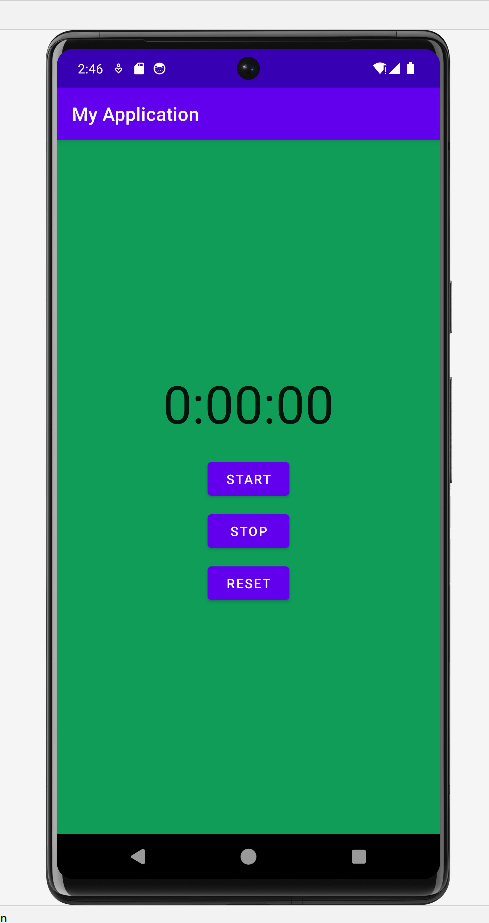 2:46
My Application
0:00:00
START
STOP
RESET
n